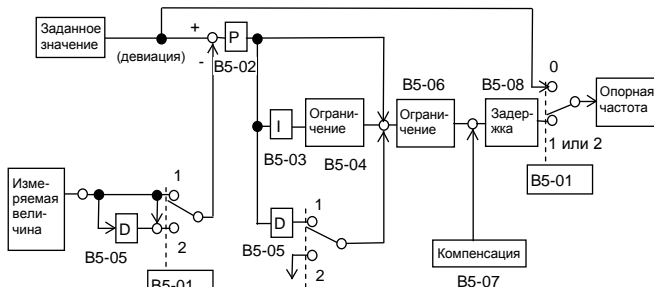 Заданное
значение
(девиация)
+
-
P
B5-02
0
B5-06
B5-08
Опорная
частота
I
Ограни-
чение
Ограни-
чение
Задер-
жка
B5-03
B5-04
1 или 2
B5-01
Изме-
ряемая
вели-
чина
1
D
2
B5-05
B5-01
D
1
B5-05
2
Компенсация
B5-07